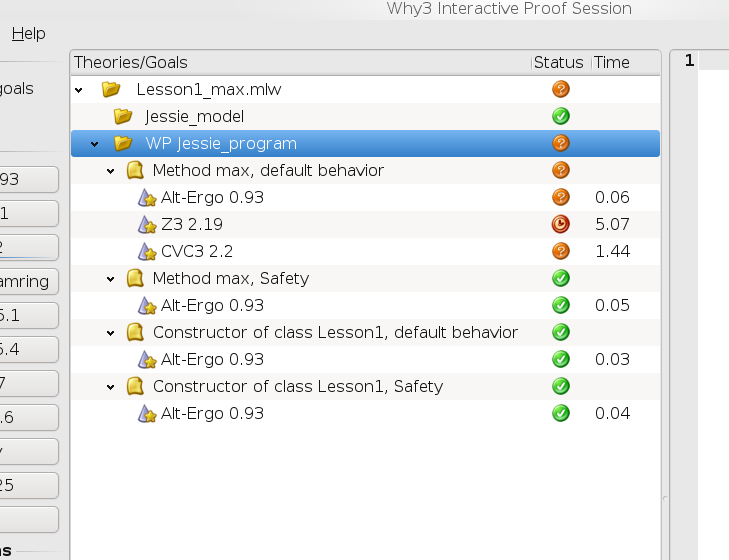 Why3 Interactive Proof Session
Help
Theories/Goals Status Time
1
goals
Lesson1_max.mlw
Jessie_model
WP Jessie_program
Method max, default behavior
93
Alt-Ergo 0.93 0.06
1
Z3 2.19 5.07
2
CVC3 2.2 1.44
amring
Method max, Safety
5.1
Alt-Ergo 0.93 0.05
Constructor of class Lesson1, default behavior
5.4
Alt-Ergo 0.93 0.03
7
Constructor of class Lesson1, Safety
.6
Alt-Ergo 0.93 0.04
25